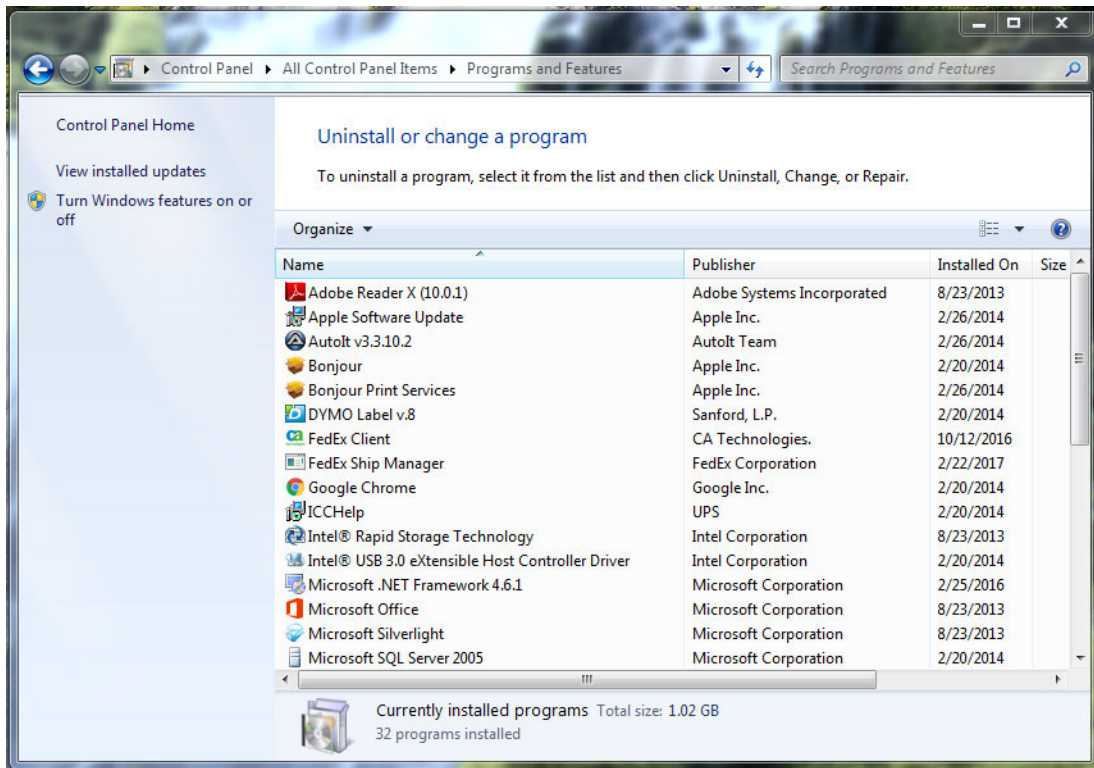 Control Panel ▸ All Control Panel Items ▸ Programs and Features
Search Programs and Features
Control Panel Home
View installed updates
Turn Windows features on or
off
Uninstall or change a program
To uninstall a program, select it from the list and then click Uninstall, Change, or Repair.
Organize
Name Publisher Installed On Size
Adobe Reader X (10.0.1) Adobe Systems Incorporated 8/23/2013
Apple Software Update Apple Inc. 2/26/2014
AutoIt v3.3.10.2 AutoIt Team 2/26/2014
Bonjour Apple Inc. 2/20/2014
Bonjour Print Services Apple Inc. 2/26/2014
DYMO Label v.8 Sanford, L.P. 2/20/2014
ca FedEx Client CA Technologies. 10/12/2016
FedEx Ship Manager FedEx Corporation 2/22/2017
Google Chrome Google Inc. 2/20/2014
ICCHelp UPS 2/20/2014
Intel® Rapid Storage Technology Intel Corporation 8/23/2013
Intel® USB 3.0 eXtensible Host Controller Driver Intel Corporation 2/20/2014
Microsoft .NET Framework 4.6.1 Microsoft Corporation 2/25/2016
Microsoft Office Microsoft Corporation 8/23/2013
Microsoft Silverlight Microsoft Corporation 8/23/2013
Microsoft SQL Server 2005 Microsoft Corporation 2/20/2014
Currently installed programs Total size: 1.02 GB
32 programs installed